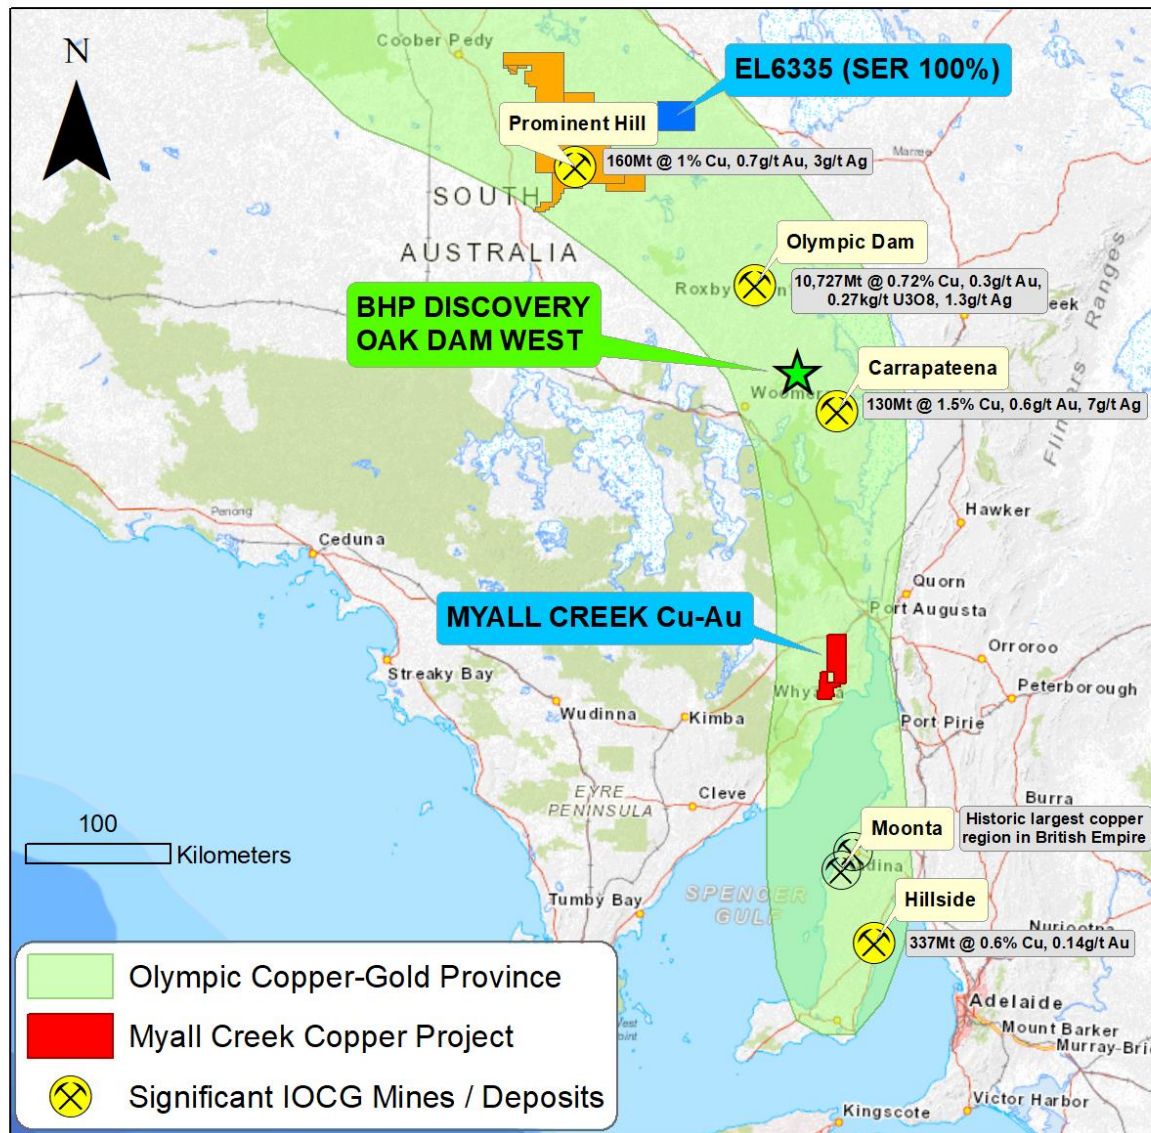 N
Coober Pedy
EL6335 (SER 100%)
Prominent Hill
160Mt @ 1% Cu, 0.7g/t Au, 3g/t Ag
Marree
SOUTH
AUSTRALIA
Olympic Dam
Roxby
10,727Mt @ 0.72% Cu, 0.3g/t Au,
0.27kg/t U3O8, 1.3g/t Ag
Flinders Ranges
BHP DISCOVERY
OAK DAM WEST
Carrapateena
130Mt @ 1.5% Cu, 0.6g/t Au, 7g/t Ag
Hawker
Penong
Ceduna
Quorn
Port Augusta
MYALL CREEK Cu-Au
Orroroo
Streaky Bay
Peterborough
Wudinna
Kimba
Port Pirie
EYRE
PENINSULA
Cleve
Burra
100
Kilometers
Moonta
Historic largest copper
region in British Empire
Tumby Bay
SPENCER
GULF
Hillside
337Mt @ 0.6% Cu, 0.14g/t Au
Adelaide
Mount Barker
Victor Harbor
Kingscote
Olympic Copper-Gold Province
Myall Creek Copper Project
Significant IOCG Mines / Deposits